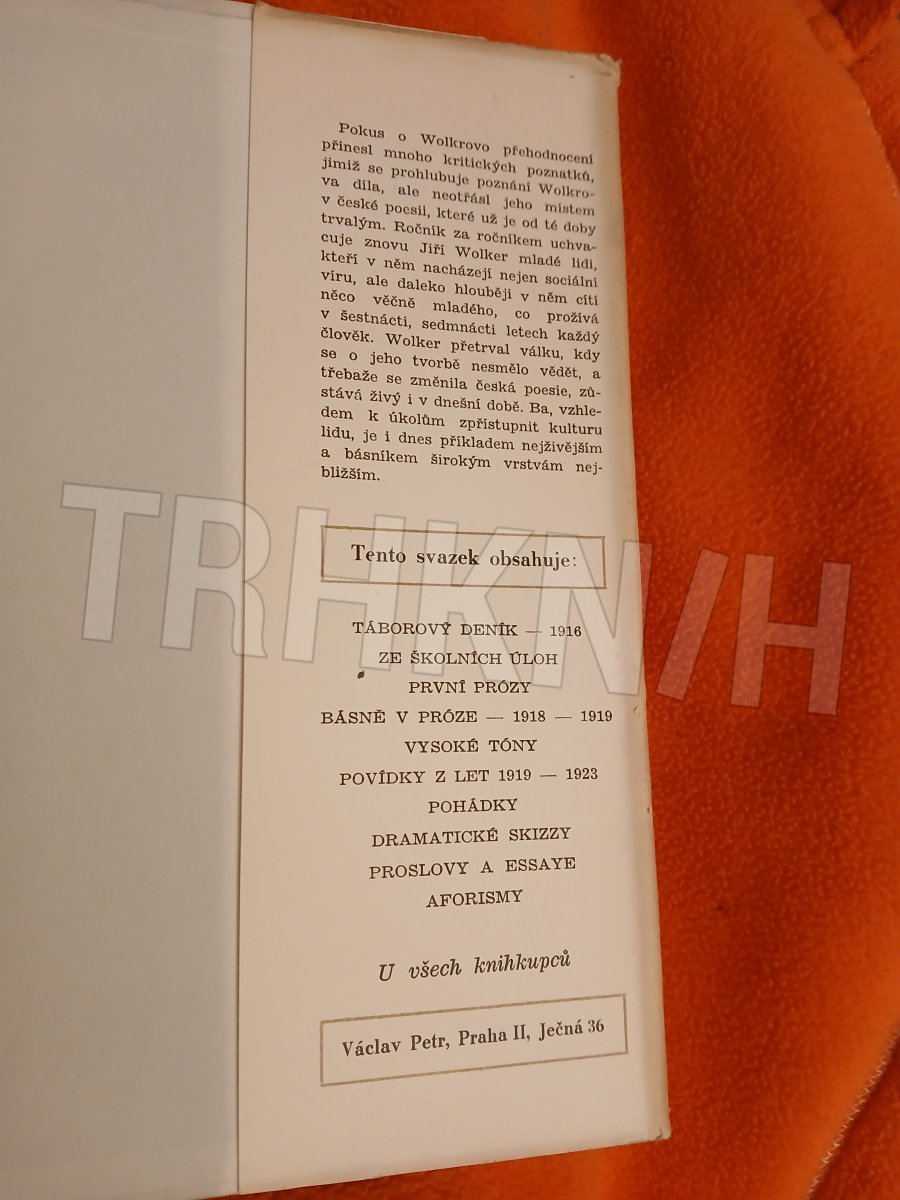 Pokus o Wolkrovo přehodnocení
přinesl mnoho kritických poznatků,
jimiž se prohlubuje poznání Wolkro-
va díla, ale neotřásl jeho místem
v české poesii, které už je od té doby
trvalým. Ročník za ročníkem uchva-
cuje znovu Jiří Wolker mladé lidi,
kteří v něm nacházejí nejen sociální
víru, ale daleko hlouběji v něm cítí
něco věčně mladého, co prožívá
v šestnácti, sedmnácti letech každý
člověk. Wolker přetrval válku, kdy
se o jeho tvorbě nesmělo vědět, a
třebaže se změnila česká poesie, zů-
stává živý i v dnešní době. Ba, vzhle-
dem k úkolům zpřístupnit kulturu
lidu, je i dnes příkladem nejživějším
a básníkem širokým vrstvám nej-
bližším.
TRHKNIH
Tento svazek obsahuje:
TÁBOROVÝ DENÍK — 1916
ZE ŠKOLNÍCH ÚLOH
PRVNÍ PRÓZY
BÁSNĚ V PRÓZE — 1918 — 1919
VYSOKÉ TÓNY
POVÍDKY Z LET 1919 — 1923
POHÁDKY
DRAMATICKÉ SKIZZY
PROSLOVY A ESSAYE
AFORISMY
U všech knihkupců
Václav Petr, Praha II, Ječná 36